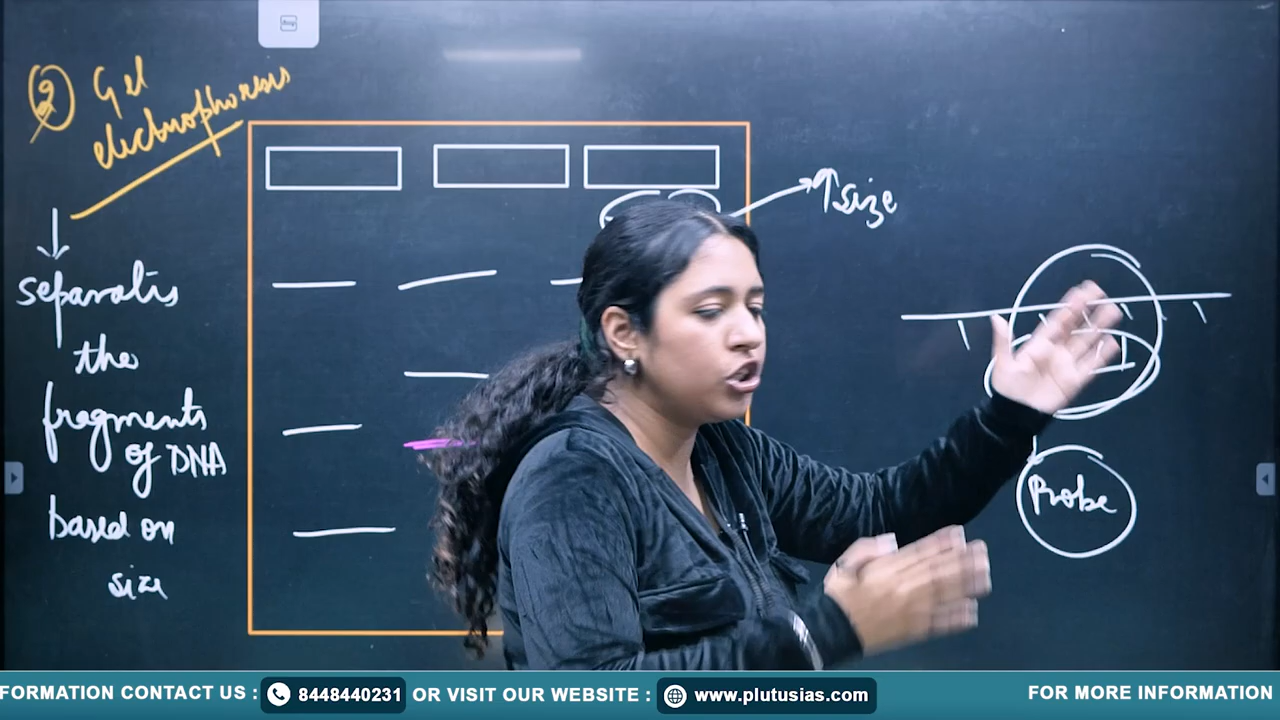 ② Gel
electrophoresis
separates
the
fragments
of DNA
based on
size
↑ size
Probe
FORMATION CONTACT US : 8448440231 OR VISIT OUR WEBSITE : www.plutusias.com FOR MORE INFORMATION